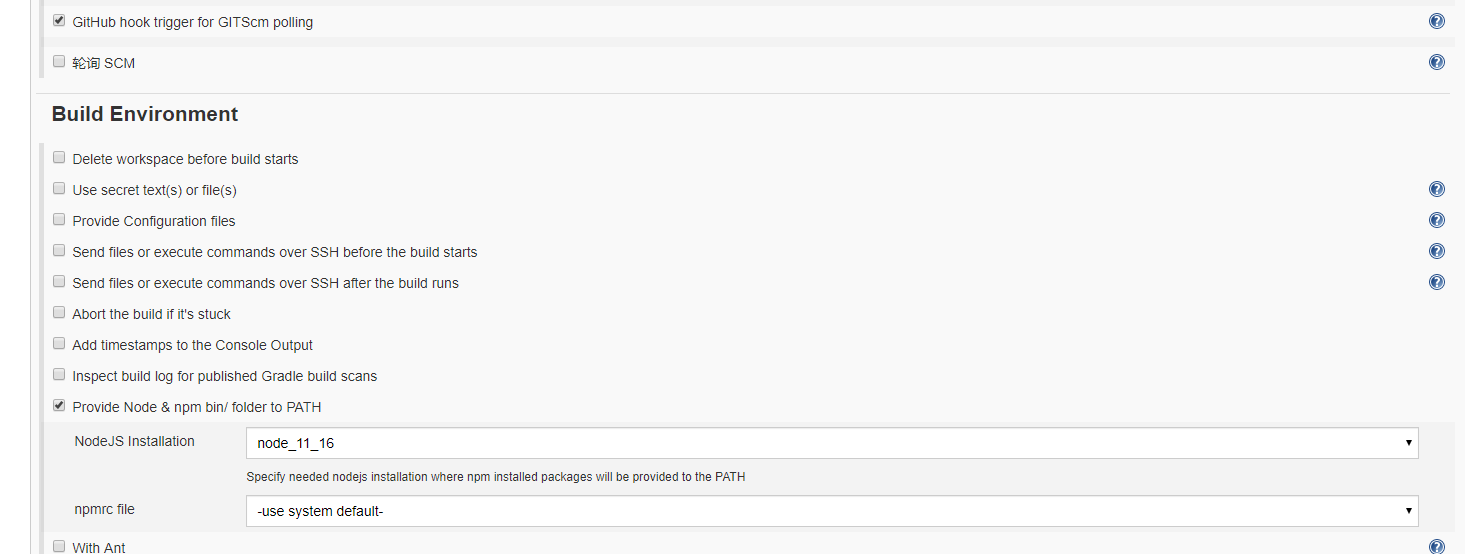 GitHub hook trigger for GITScm polling
轮询 SCM
Build Environment
Delete workspace before build starts
Use secret text(s) or file(s)
Provide Configuration files
Send files or execute commands over SSH before the build starts
Send files or execute commands over SSH after the build runs
Abort the build if it's stuck
Add timestamps to the Console Output
Inspect build log for published Gradle build scans
Provide Node & npm bin/ folder to PATH
NodeJS Installation
node_11_16
Specify needed nodejs installation where npm installed packages will be provided to the PATH
npmrc file
-use system default-
With Ant